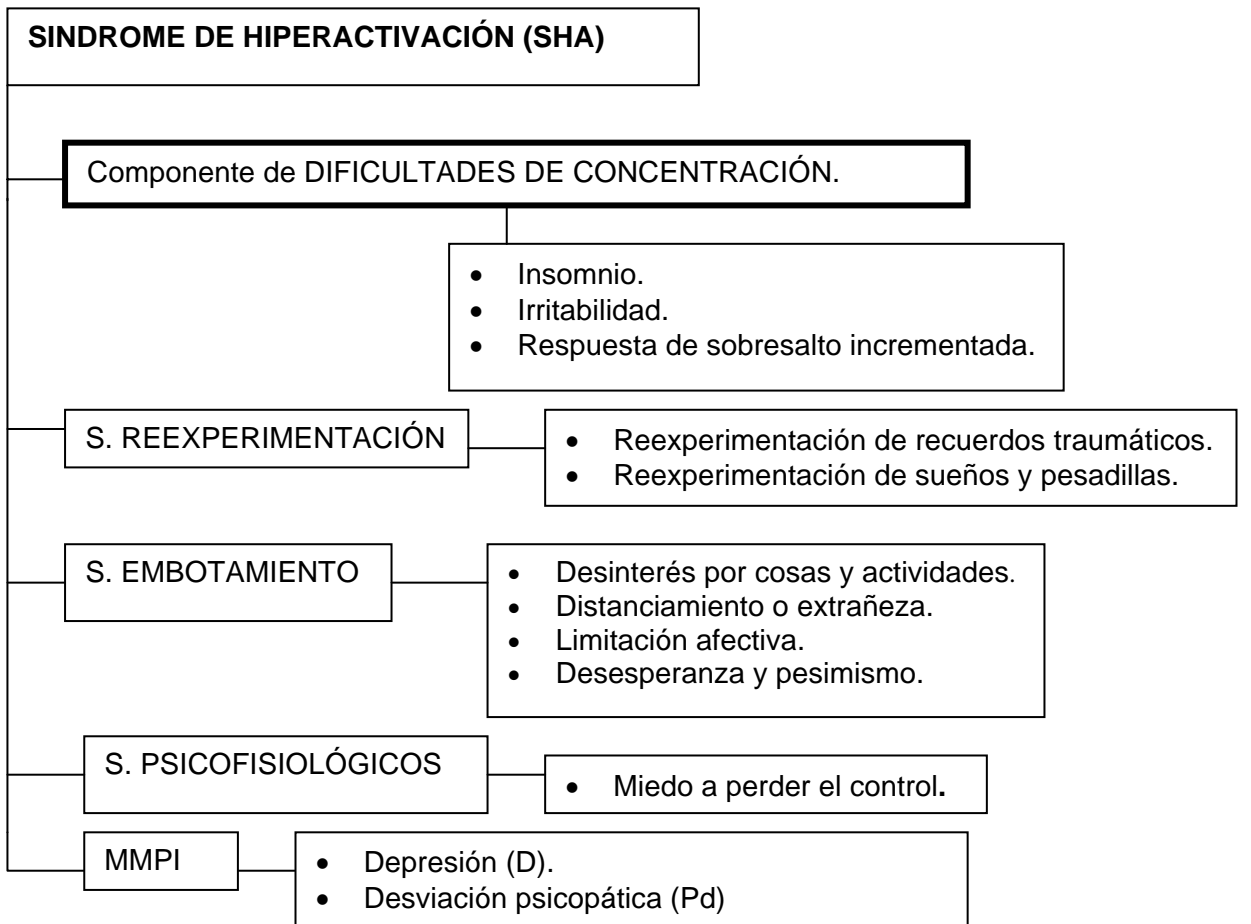 SINDROME DE HIPERACTIVACIÓN (SHA)
Componente de DIFICULTADES DE CONCENTRACIÓN.
• Insomnio.
• Irritabilidad.
• Respuesta de sobresalto incrementada.
S. REEXPERIMENTACIÓN
• Reexperimentación de recuerdos traumáticos.
• Reexperimentación de sueños y pesadillas.
S. EMBOTAMIENTO
• Desinterés por cosas y actividades.
• Distanciamiento o extrañeza.
• Limitación afectiva.
• Desesperanza y pesimismo.
S. PSICOFISIOLÓGICOS
• Miedo a perder el control.
MMPI
• Depresión (D).
• Desviación psicopática (Pd)